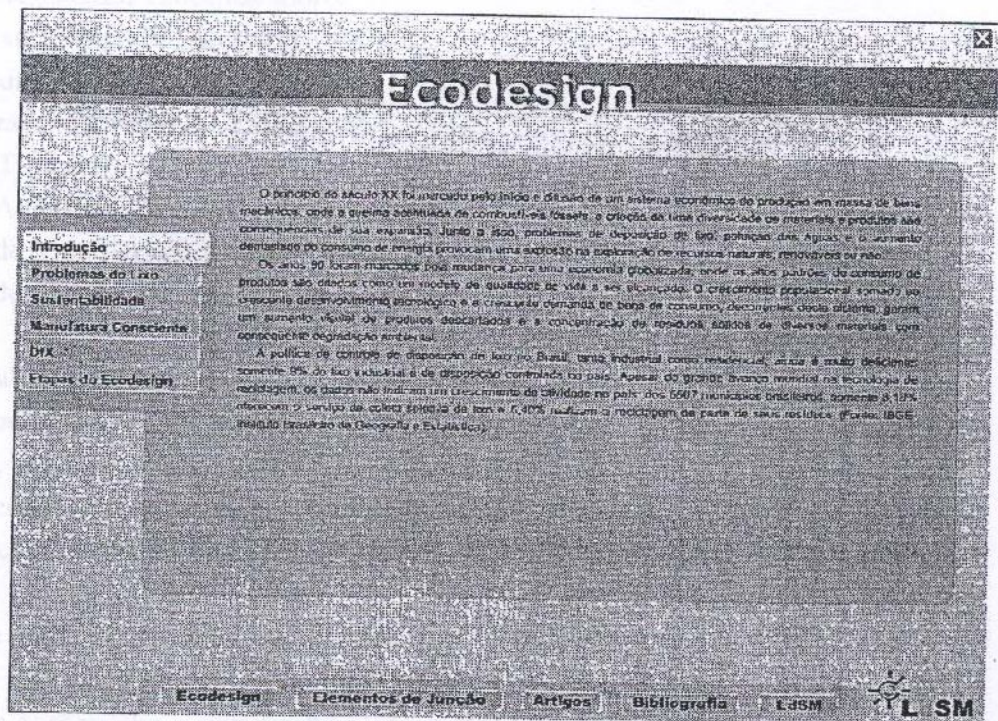 Ecodesign
O princípio do século XX foi marcado pelo início e difusão de um sistema econômico de produção em massa de bens
mecânicos, onde a queima acentuada de combustíveis fósseis, a criação de uma diversidade de materiais e produtos são
consequências de sua expansão. Junto a isso, problemas de deposição de lixo, poluição das águas e o aumento
demasiado do consumo de energia provocam uma explosão na exploração de recursos naturais, renováveis ou não.
Os anos 90 foram marcados pela mudança para uma economia globalizada, onde os altos padrões de consumo de
produtos são ditados como um modelo de qualidade de vida a ser alcançado. O crescimento populacional somado ao
crescente desenvolvimento tecnológico e a crescente demanda de bens de consumo, decorrentes deste sistema, geram
um aumento de produtos descartados e a concentração de resíduos sólidos de diversos materiais com
consequente degradação ambiental.
A política de controle de disposição de lixo no Brasil, tanto industrial como residencial, ainda é muito deficiente:
somente 9% do lixo industrial é de disposição controlada no país. Apesar do grande avanço mundial na tecnologia de
reciclagem, os dados não indicam um crescimento da atividade no país: dos 5507 municípios brasileiros, somente
oferecem o serviço de coleta seletiva de lixo e realizam a reciclagem de parte de seus resíduos. (Fonte: IBGE,
Instituto Brasileiro de Geografia e Estatística).
Introdução
Problemas do Lixo
Sustentabilidade
Manufatura Consciente
DfX
Etapas do Ecodesign
Ecodesign
Elementos de Junção
Artigos
Bibliografia
LdSM
L SM